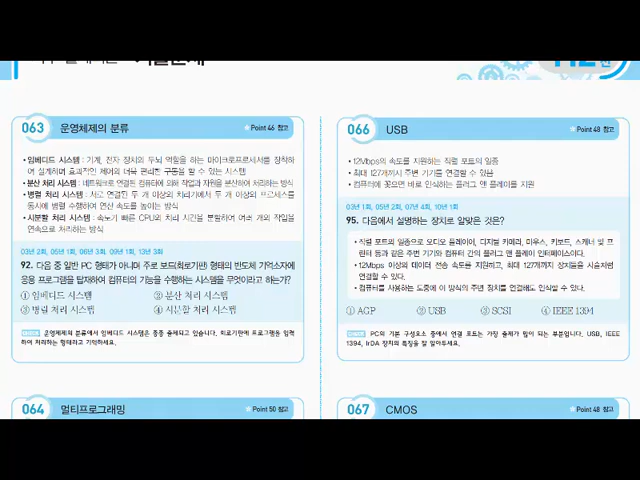 063 운영체제의 분류 Point 46 참고
• 임베디드 시스템 : 기계, 전자 장치의 두뇌 역할을 하는 마이크로프로세서를 장착하
여 설계하며 효과적인 제어와 더욱 편리한 구동을 할 수 있는 시스템
• 분산 처리 시스템 : 네트워크로 연결된 컴퓨터에 의해 작업과 자원을 분산하여 처리하는 방식
• 병렬 처리 시스템 : 서로 연결된 두 개 이상의 처리기에서 두 개 이상의 프로세스를
동시에 병렬 수행하여 연산 속도를 높이는 방식
• 시분할 처리 시스템 : 속도가 빠른 CPU의 처리 시간을 분할하여 여러 개의 작업을
연속으로 처리하는 방식
03년 2회, 05년 1회, 06년 3회, 09년 1회, 13년 3회
92. 다음 중 일반 PC 형태가 아니며 주로 보드(회로기판) 형태의 반도체 기억소자에
응용 프로그램을 탑재하여 컴퓨터의 기능을 수행하는 시스템을 무엇이라고 하는가?
① 임베디드 시스템 ② 분산 처리 시스템
③ 병렬 처리 시스템 ④ 시분할 처리 시스템
운영체제의 분류에서 임베디드 시스템은 종종 출제되고 있습니다. 회로기판에 프로그램을 입력
하여 처리하는 형태라고 기억하세요.
064 멀티프로그래밍 Point 50 참고
066 USB Point 48 참고
• 12Mbps의 속도를 지원하는 직렬 포트의 일종
• 최대 127개까지 주변 기기를 연결할 수 있음
• 컴퓨터에 꽂으면 바로 인식하는 플러그 앤 플레이를 지원
03년 1회, 05년 2회, 07년 4회, 10년 1회
95. 다음에서 설명하는 장치로 알맞은 것은?
• 직렬 포트의 일종으로 오디오 플레이어, 디지털 카메라, 마우스, 키보드, 스캐너 및 프
린터 등과 같은 주변 기기와 컴퓨터 간의 플러그 앤 플레이 인터페이스이다.
• 12Mbps 이상의 데이터 전송 속도를 지원하고, 최대 127개까지 장치들을 사슬처럼
연결할 수 있다.
• 컴퓨터를 사용하는 도중에 이 방식의 주변 장치를 연결해도 인식할 수 있다.
① AGP ② USB ③ SCSI ④ IEEE 1394
PC의 기본 구성요소 중에서 연결 포트는 가장 출제가 많이 되는 부분입니다. USB, IEEE
1394, IrDA 장치의 특징을 잘 알아두세요.
067 CMOS Point 48 참고